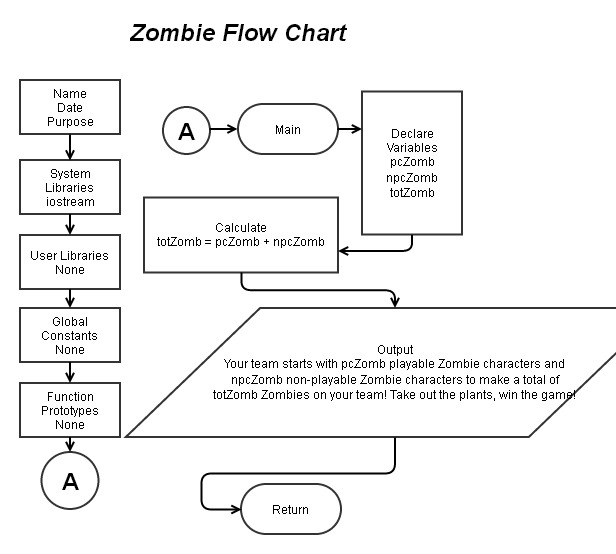 Zombie Flow Chart
Name
Date
Purpose
System
Libraries
iostream
User Libraries
None
Global
Constants
None
Function
Prototypes
None
A
A
Main
Declare
Variables
pcZomb
npcZomb
totZomb
Calculate
totZomb = pcZomb + npcZomb
Output
Your team starts with pcZomb playable Zombie characters and
npcZomb non-playable Zombie characters to make a total of
totZomb Zombies on your team! Take out the plants, win the game!
Return